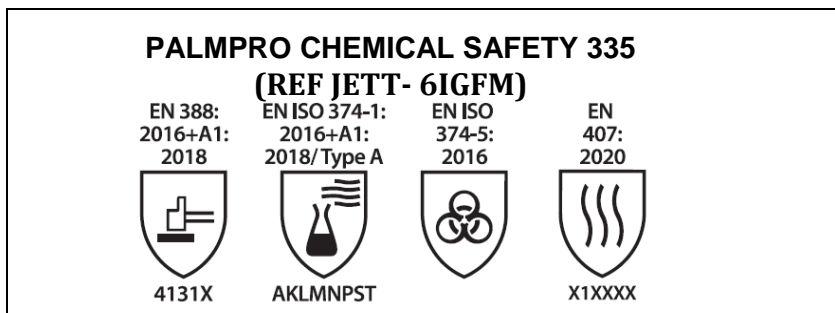 PALMPRO CHEMICAL SAFETY 335
(REF JETT- 6IGFM)
EN 388:
2016+A1:
2018
EN ISO 374-1:
2016+A1:
2018/ Type A
EN ISO
374-5:
2016
EN
407:
2020
4131X
AKLMNPST
X1XXXX